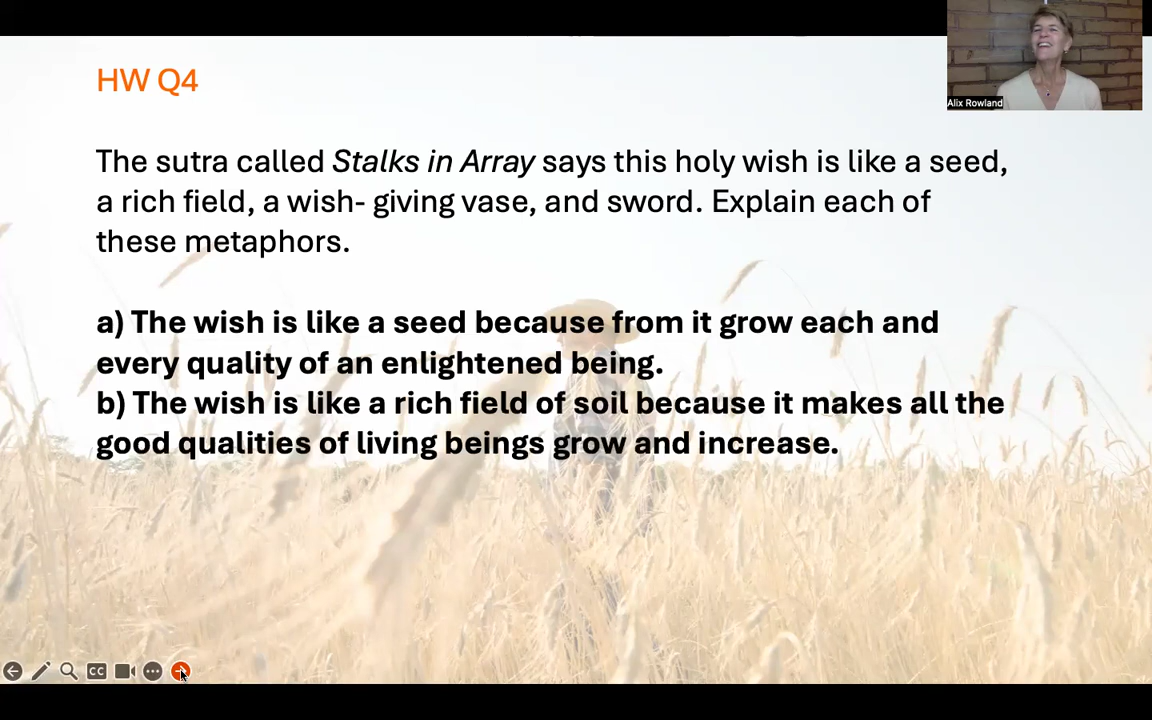 HW Q4
Alix Rowland
The sutra called Stalks in Array says this holy wish is like a seed,
a rich field, a wish- giving vase, and sword. Explain each of
these metaphors.
a) The wish is like a seed because from it grow each and
every quality of an enlightened being.
b) The wish is like a rich field of soil because it makes all the
good qualities of living beings grow and increase.
CC